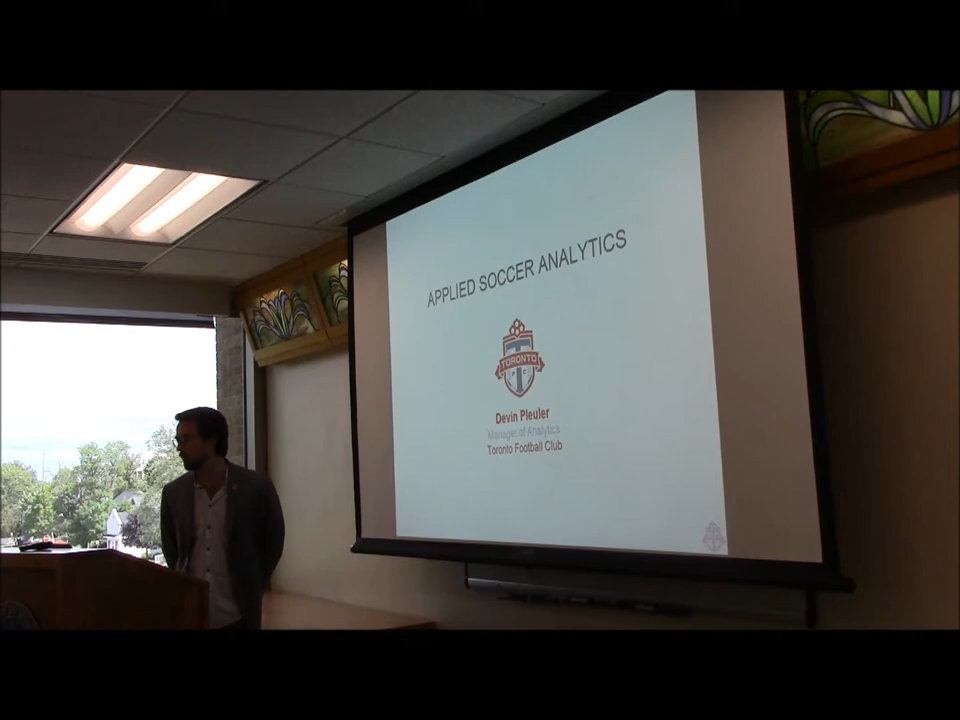 APPLIED SOCCER ANALYTICS
TORONTO
F C
Devin Pleuler
Manager of Analytics
Toronto Football Club